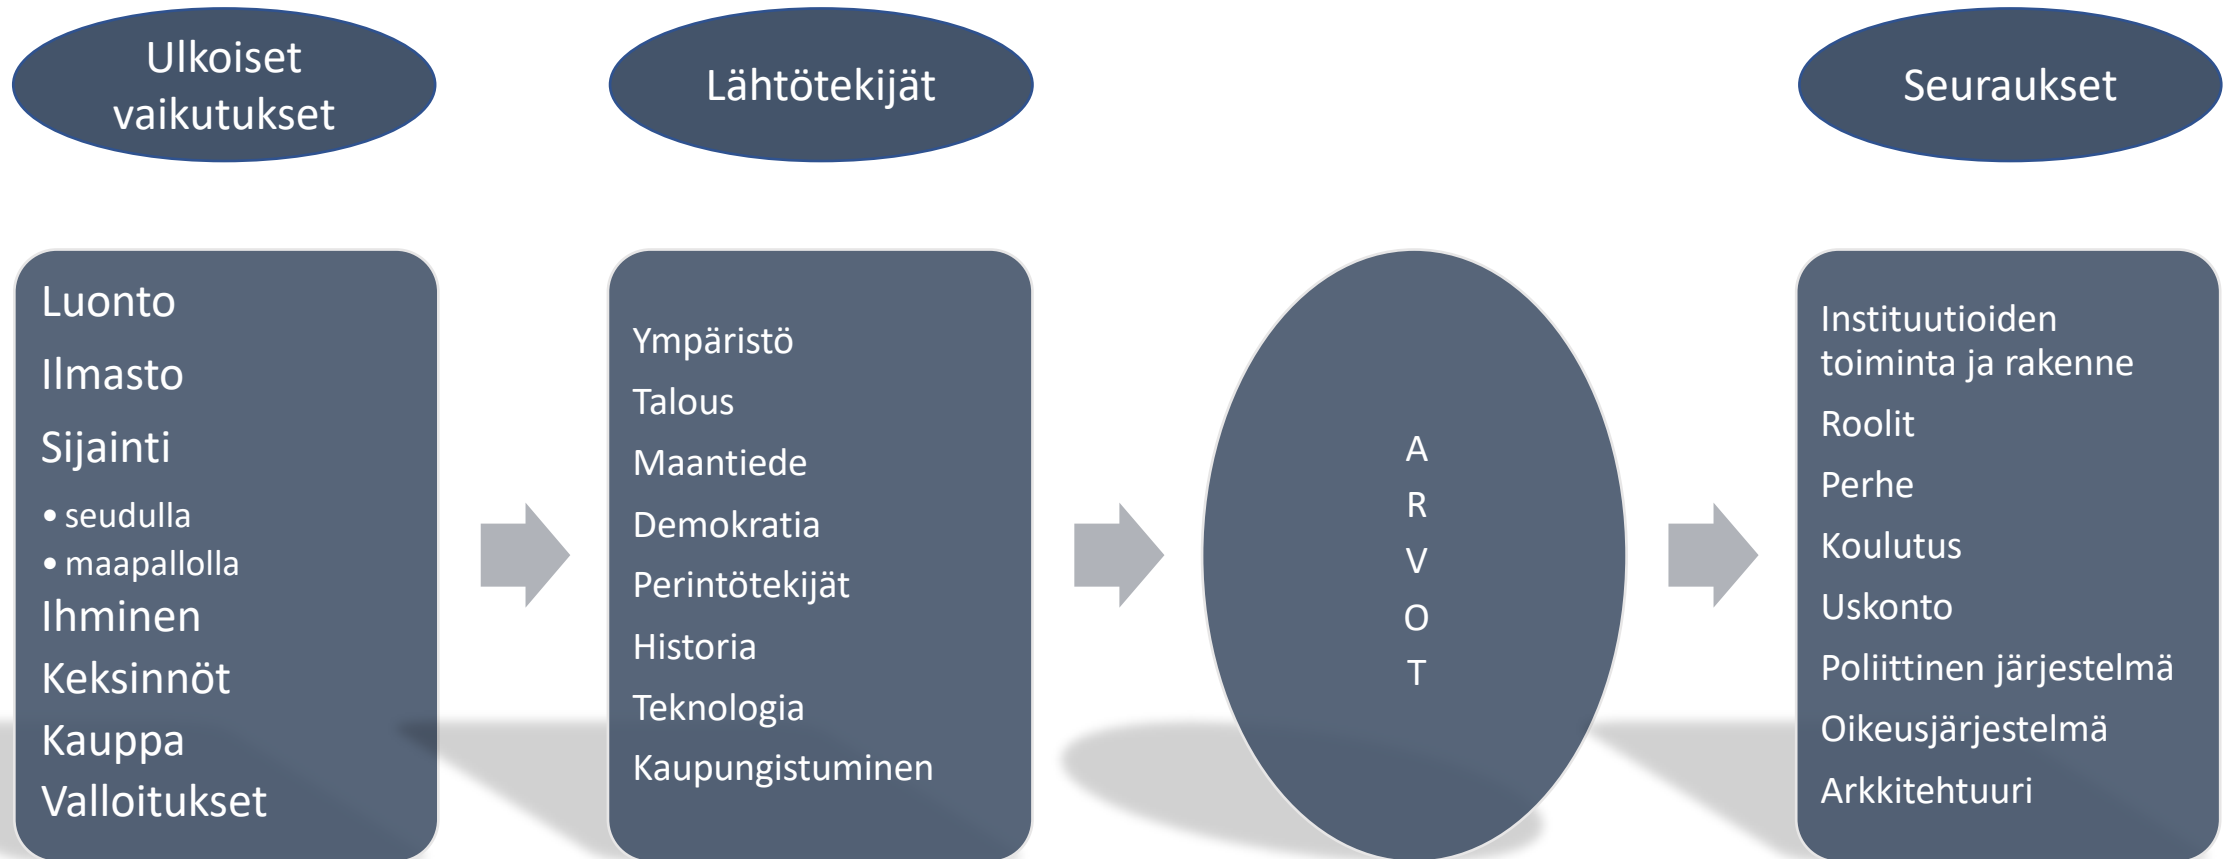 Ulkoiset
vaikutukset
Lähtötekijät
Seuraukset
Luonto
Ilmasto
Sijainti
• seudulla
• maapallolla
Ihminen
Keksinnöt
Kauppa
Valloitukset
Ympäristö
Talous
Maantiede
Demokratia
Perintötekijät
Historia
Teknologia
Kaupungistuminen
A
R
V
O
T
Instituutioiden
toiminta ja rakenne
Roolit
Perhe
Koulutus
Uskonto
Poliittinen järjestelmä
Oikeusjärjestelmä
Arkkitehtuuri